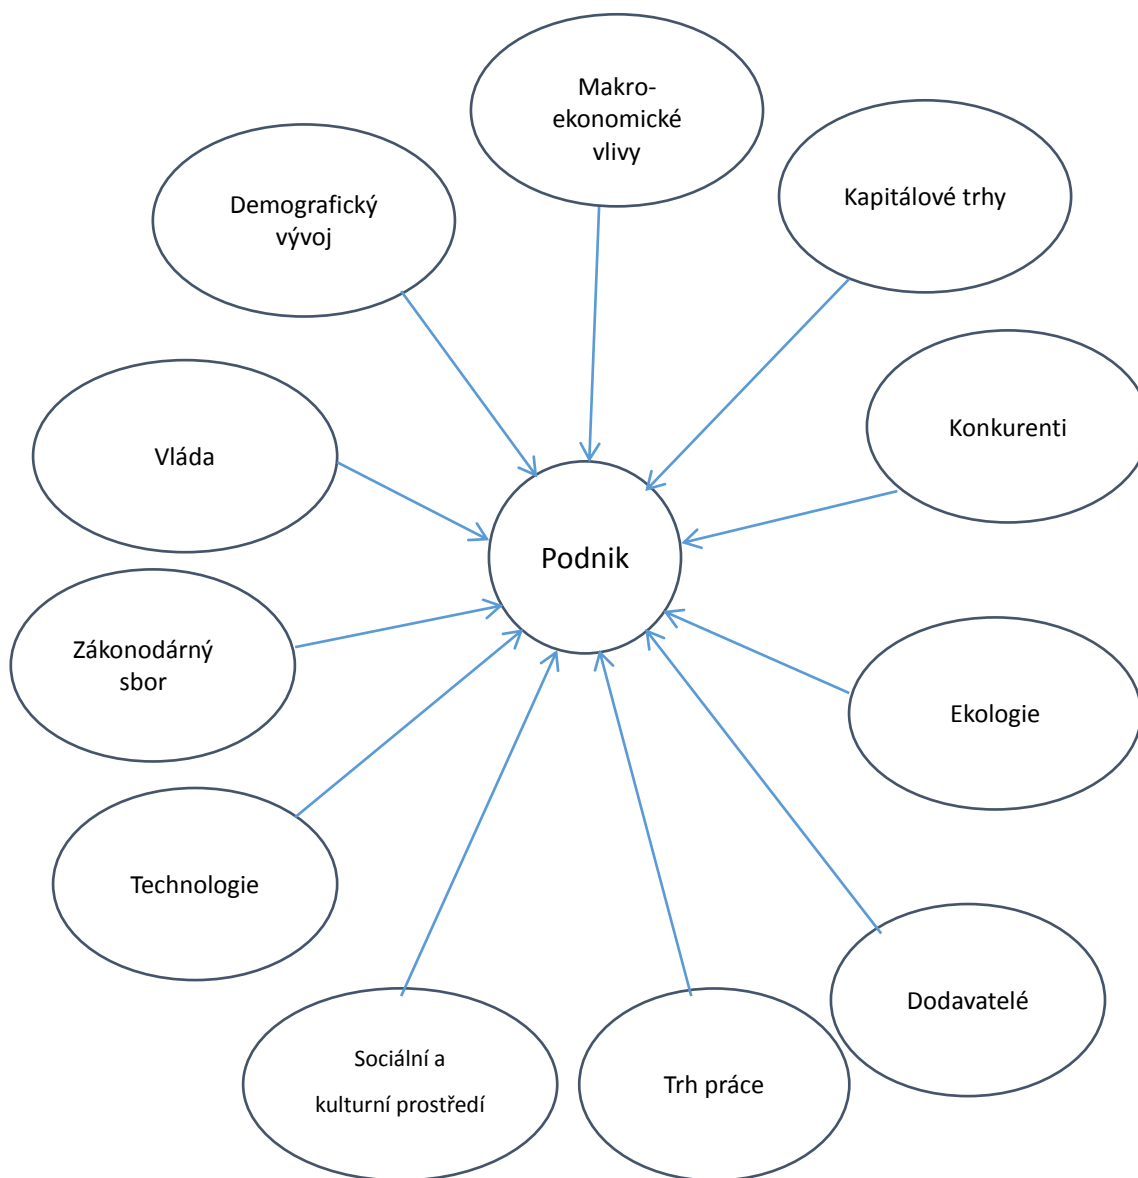 Makro-
ekonomické
vlivy
Kapitálové trhy
Demografický
vývoj
Konkurenti
Vláda
Podnik
Zákonodárný
sbor
Ekologie
Technologie
Dodavatelé
Sociální a
kulturní prostředí
Trh práce